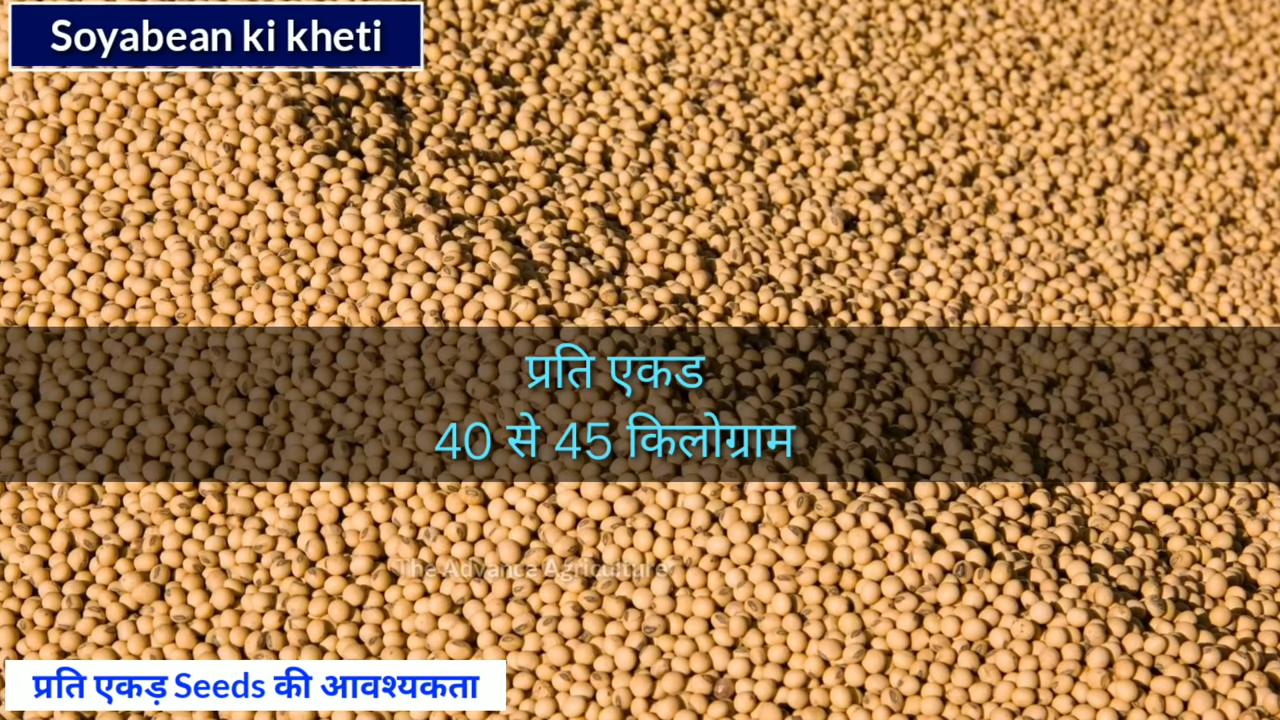 Soyabean ki kheti
प्रति एकड
40 से 45 किलोग्राम
The Advance Agriculture
प्रति एकड़ Seeds की आवश्यकता